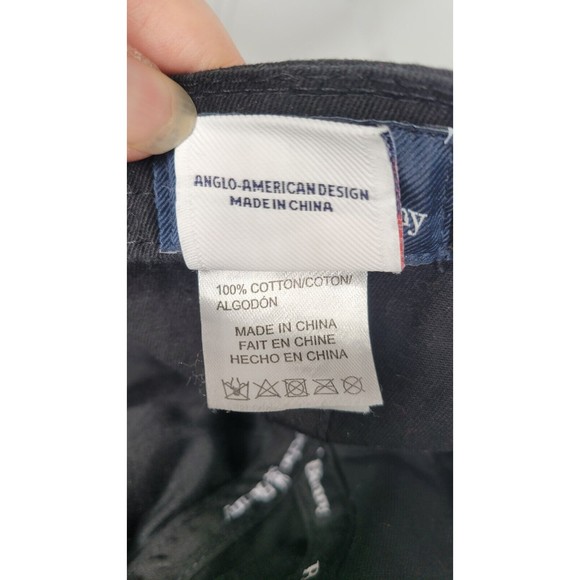 ANGLO-AMERICAN DESIGN
MADE IN CHINA
100% COTTON/COTON/
ALGODÓN
MADE IN CHINA
FAIT EN CHINE
HECHO EN CHINA